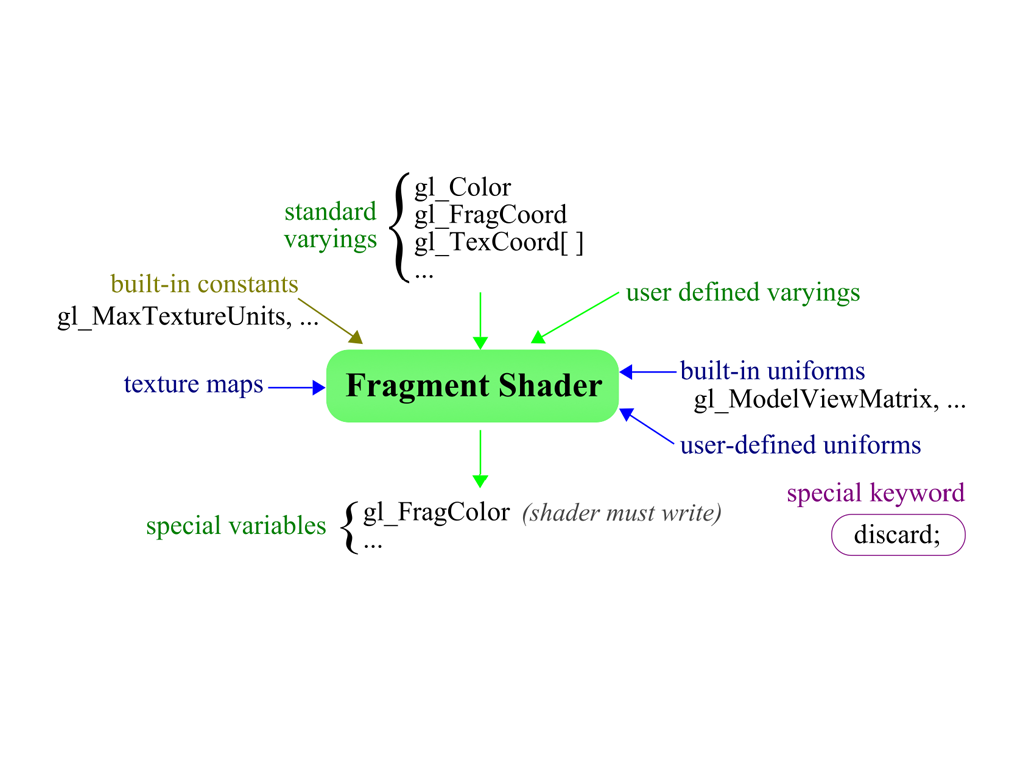 gl_Color
gl_FragCoord
gl_TexCoord[ ]
...
standard
varyings
built-in constants
gl_MaxTextureUnits, ...
user defined varyings
texture maps
Fragment Shader
built-in uniforms
gl_ModelViewMatrix, ...
user-defined uniforms
special variables
gl_FragColor (shader must write)
...
special keyword
discard;